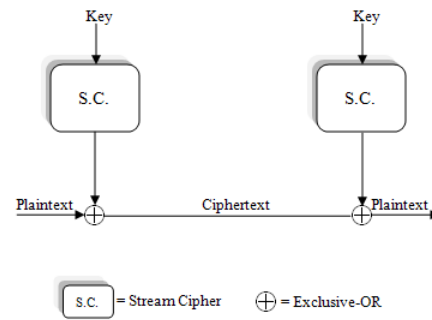 Key Key
S.C. S.C.
Plaintext Ciphertext Plaintext
S.C. = Stream Cipher = Exclusive-OR